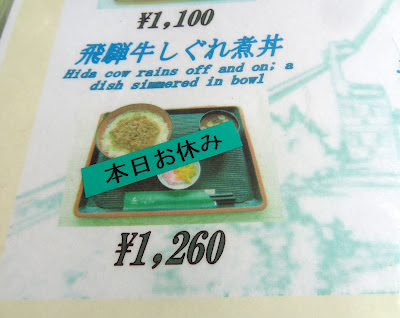 ¥1,100
飛騨牛しぐれ煮丼
Hida cow rains off and on; a
dish simmered in bowl
本日お休み
¥1,260